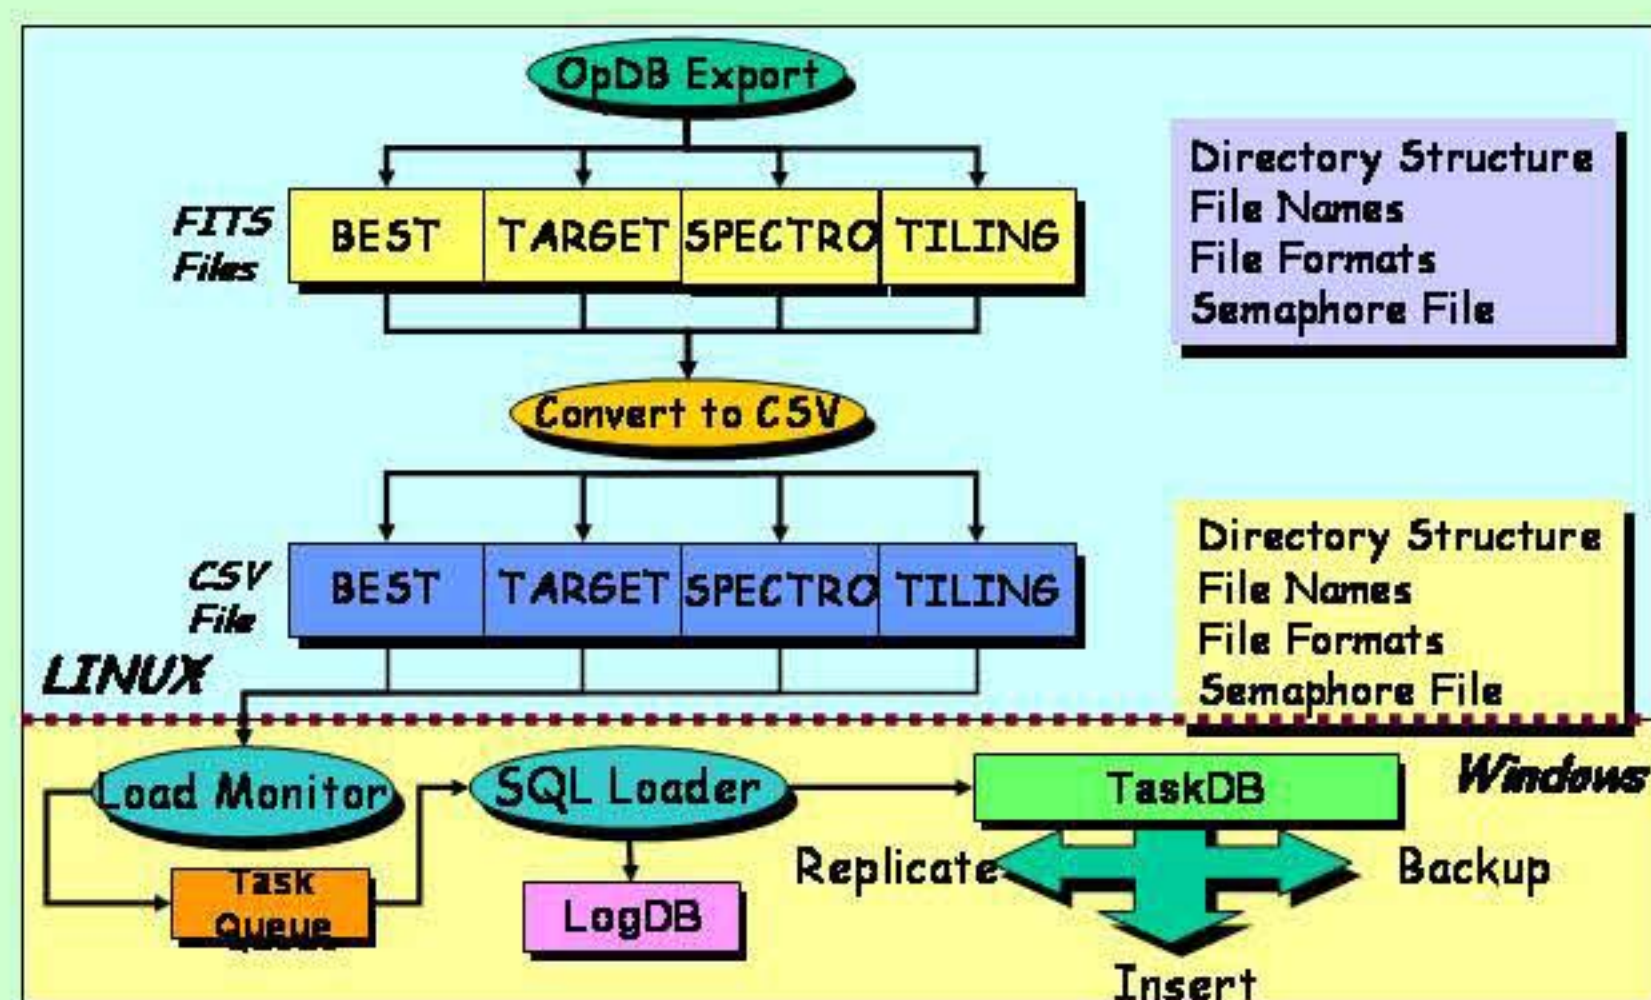 OpDB Export
FITS
Files
BEST TARGET SPECTRO TILING
Directory Structure
File Names
File Formats
Semaphore File
Convert to CSV
CSV
File
BEST TARGET SPECTRO TILING
Directory Structure
File Names
File Formats
Semaphore File
LINUX
Windows
Load Monitor
SQL Loader
TaskDB
Task
Queue
LogDB
Replicate
Backup
Insert